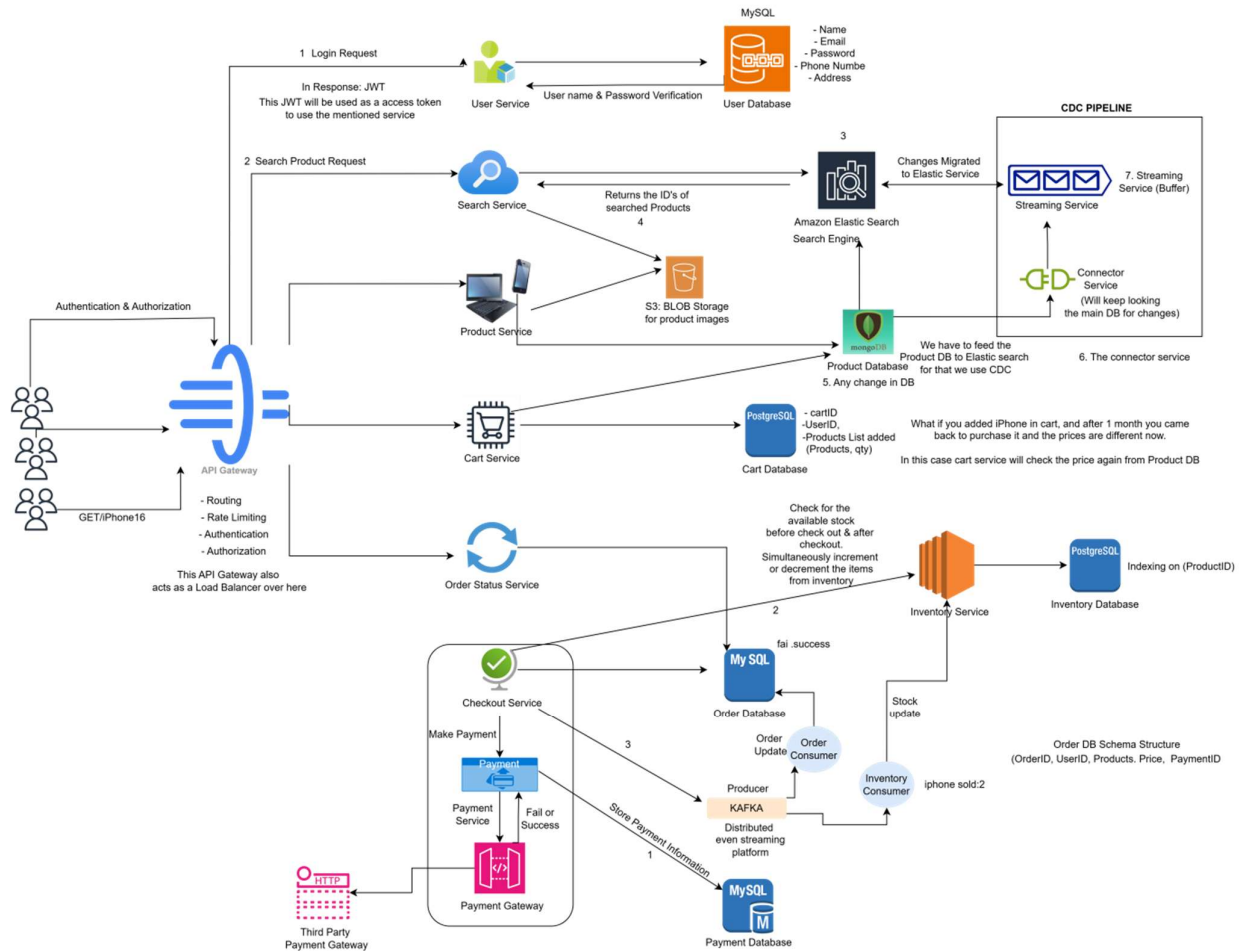 MySQL
- Name
- Email
- Password
- Phone Numbe
- Address
User Database
1 Login Request
In Response: JWT
This JWT will be used as a access token
to use the mentioned service
User Service
User name & Password Verification
CDC PIPELINE
2 Search Product Request
Search Service
3
Returns the ID's of
searched Products
4
Amazon Elastic Search
Search Engine
Changes Migrated
to Elastic Service
Streaming Service
7. Streaming
Service (Buffer)
Connector
Service
(Will keep looking
the main DB for changes)
6. The connector service
Authentication & Authorization
Product Service
S3: BLOB Storage
for product images
mongoDB
Product Database
5. Any change in DB
We have to feed the
Product DB to Elastic search
for that we use CDC
API Gateway
GET/iPhone16
- Routing
- Rate Limiting
- Authentication
- Authorization
This API Gateway also
acts as a Load Balancer over here
Cart Service
PostgreSQL
Cart Database
- cartID
-UserID,
-Products List added
(Products, qty)
What if you added iPhone in cart, and after 1 month you came
back to purchase it and the prices are different now.
In this case cart service will check the price again from Product DB
Order Status Service
Check for the
available stock
before check out & after
checkout.
Simultaneously increment
or decrement the items
from inventory
2
Inventory Service
PostgreSQL
Inventory Database
Indexing on (ProductID)
Checkout Service
fai .success
My SQL
Order Database
Make Payment
3
Order
Update
Order
Consumer
Stock
update
Order DB Schema Structure
(OrderID, UserID, Products. Price, PaymentID
Payment
Payment
Service
Fail or
Success
Producer
KAFKA
Distributed
even streaming
platform
Inventory
Consumer
iphone sold:2
Store Payment Information
1
HTTP
Third Party
Payment Gateway
</>
Payment Gateway
MySQL
M
Payment Database